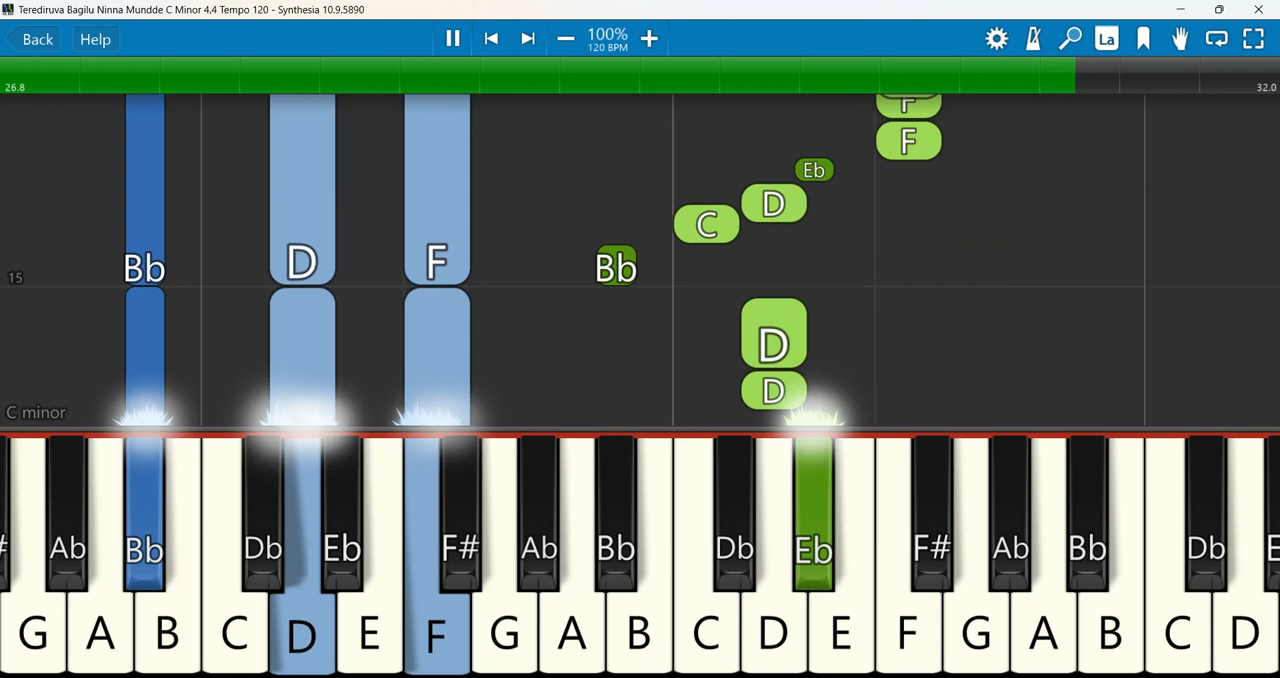 Terediruva Bagilu Ninna Mundde C Minor 4.4 Tempo 120 - Synthesia 10.9.5890
Back Help 100% La
120 BPM
26.8 32.0
F
F
Eb
D
C
Bb D F Bb
15
D
D
C minor
Ab Bb Db Eb F# Ab Bb Db Eb F# Ab Bb Db
G A B C D E F G A B C D E F G A B C D